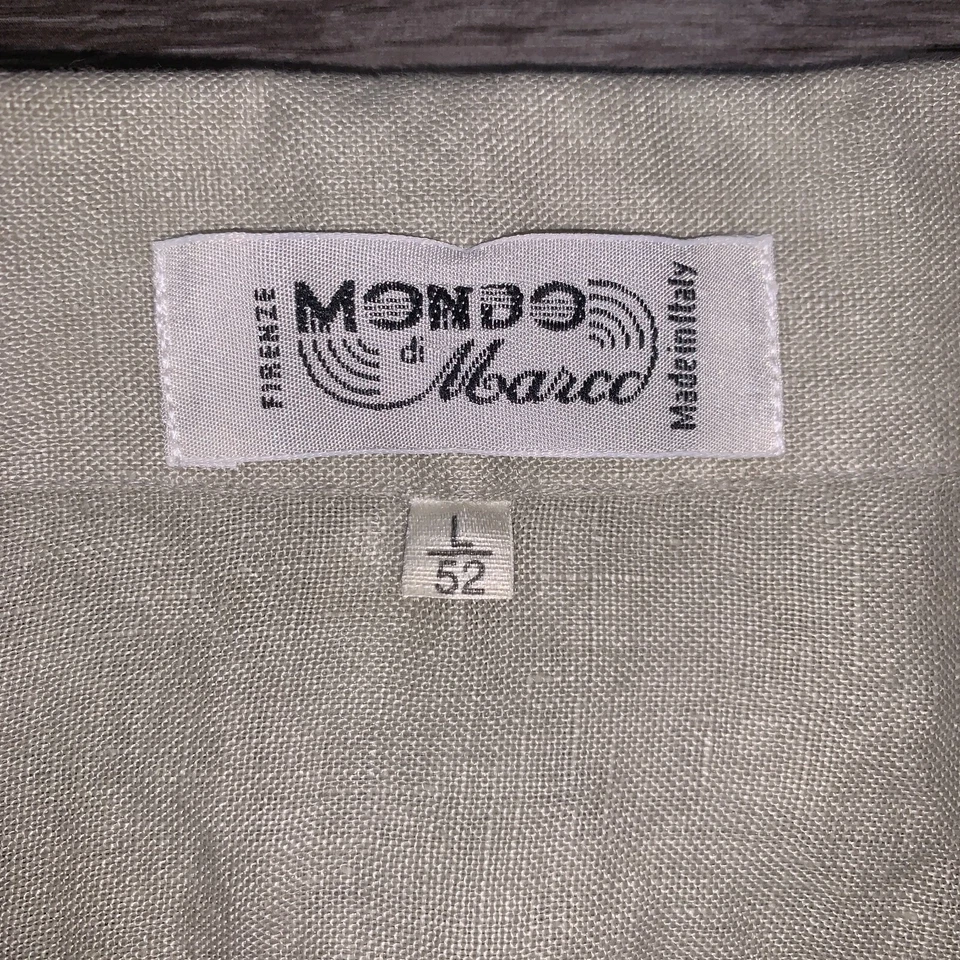 FIRENZE
MONDO
di
Marco
Made in Italy
L
52